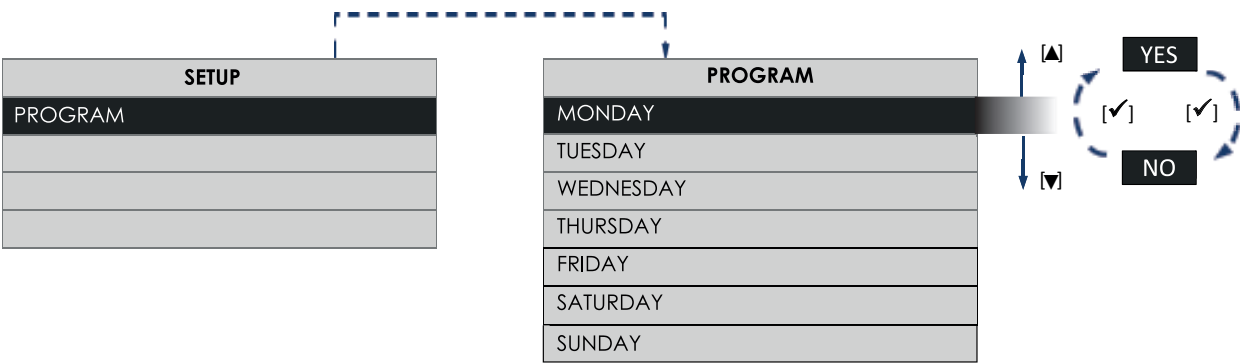 SETUP
PROGRAM
PROGRAM
MONDAY
TUESDAY
WEDNESDAY
THURSDAY
FRIDAY
SATURDAY
SUNDAY
[▲]
[▼]
YES
[✔] [✔]
NO